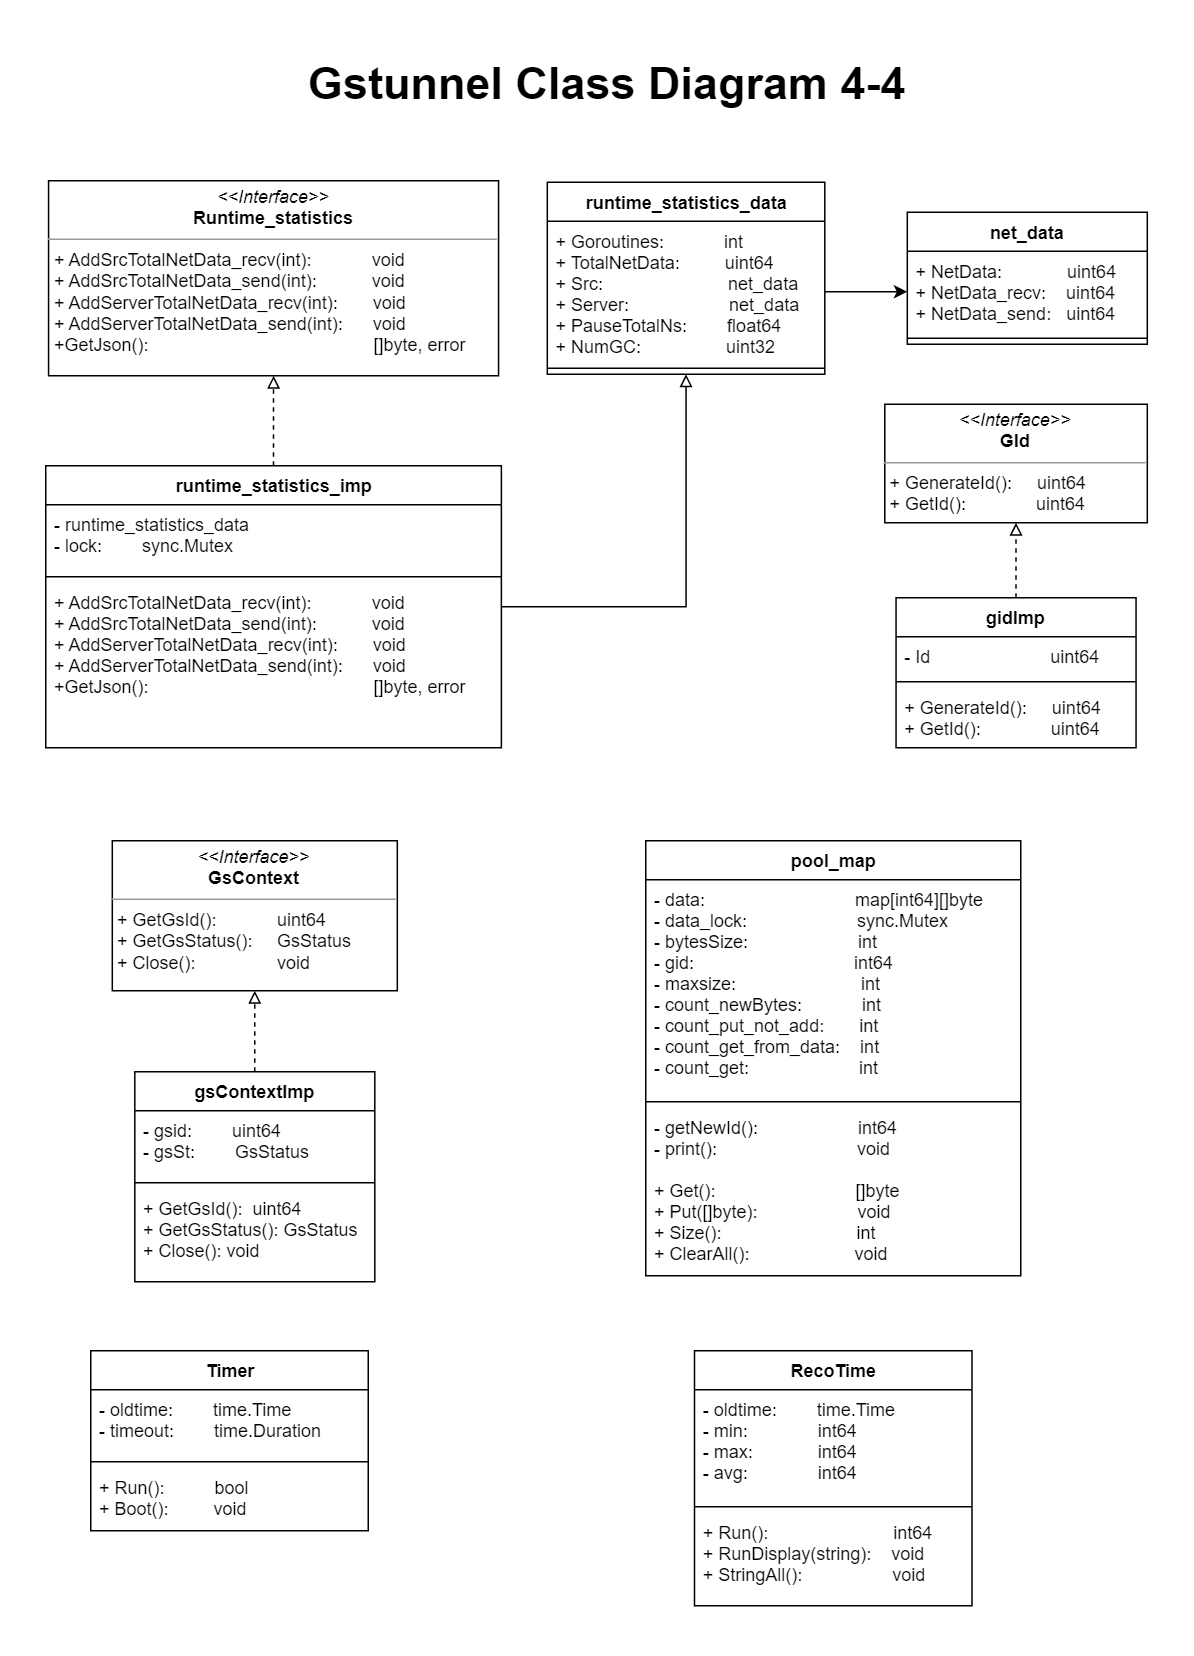 Gstunnel Class Diagram 4-4
<<Interface>>
Runtime_statistics
+ AddSrcTotalNetData_recv(int): void
+ AddSrcTotalNetData_send(int): void
+ AddServerTotalNetData_recv(int): void
+ AddServerTotalNetData_send(int): void
+GetJson(): []byte, error
runtime_statistics_data
+ Goroutines: int
+ TotalNetData: uint64
+ Src: net_data
+ Server: net_data
+ PauseTotalNs: float64
+ NumGC: uint32
net_data
+ NetData: uint64
+ NetData_recv: uint64
+ NetData_send: uint64
<<Interface>>
GId
+ GenerateId(): uint64
+ GetId(): uint64
runtime_statistics_imp
- runtime_statistics_data
- lock: sync.Mutex
+ AddSrcTotalNetData_recv(int): void
+ AddSrcTotalNetData_send(int): void
+ AddServerTotalNetData_recv(int): void
+ AddServerTotalNetData_send(int): void
+GetJson(): []byte, error
gidImp
- Id uint64
+ GenerateId(): uint64
+ GetId(): uint64
<<Interface>>
GsContext
+ GetGsId(): uint64
+ GetGsStatus(): GsStatus
+ Close(): void
gsContextImp
- gsid: uint64
- gsSt: GsStatus
+ GetGsId(): uint64
+ GetGsStatus(): GsStatus
+ Close(): void
pool_map
- data: map[int64][]byte
- data_lock: sync.Mutex
- bytesSize: int
- gid: int64
- maxsize: int
- count_newBytes: int
- count_put_not_add: int
- count_get_from_data: int
- count_get: int
- getNewId(): int64
- print(): void
+ Get(): []byte
+ Put([]byte): void
+ Size(): int
+ ClearAll(): void
Timer
- oldtime: time.Time
- timeout: time.Duration
+ Run(): bool
+ Boot(): void
RecoTime
- oldtime: time.Time
- min: int64
- max: int64
- avg: int64
+ Run(): int64
+ RunDisplay(string): void
+ StringAll(): void